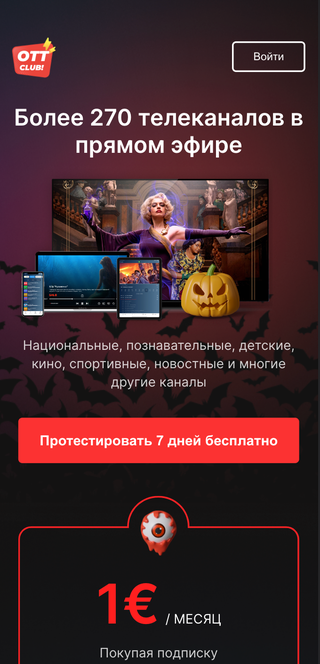 OTT
CLUB!
Войти
Более 270 телеканалов в
прямом эфире
Национальные, познавательные, детские,
кино, спортивные, новостные и многие
другие каналы
Протестировать 7 дней бесплатно
1€ / МЕСЯЦ
Покупая подписку